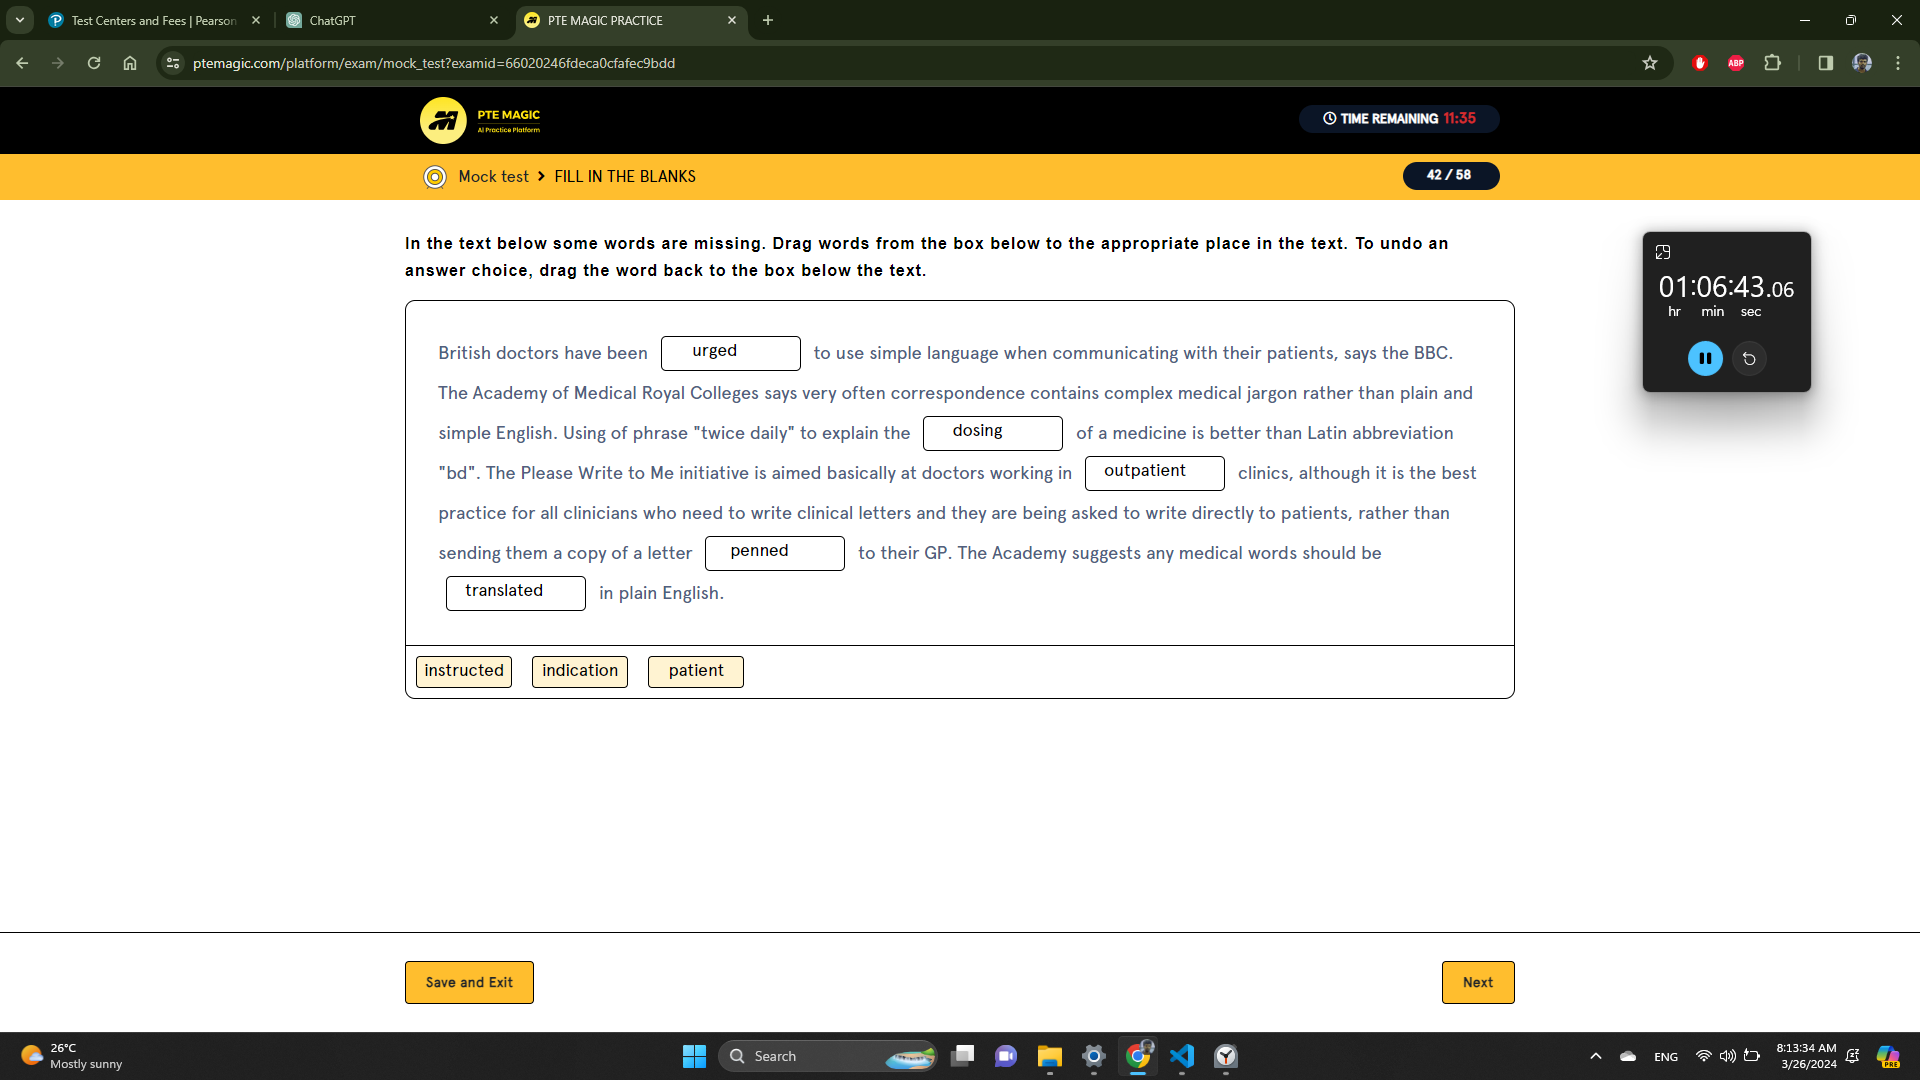 Test Centers and Fees | Pearson
ChatGPT
PTE MAGIC PRACTICE
ptemagic.com/platform/exam/mock_test?examid=66020246fdeca0cfafec9bdd
ABP
PTE MAGIC
AI Practice Platform
TIME REMAINING 11:35
Mock test > FILL IN THE BLANKS
42 / 58
In the text below some words are missing. Drag words from the box below to the appropriate place in the text. To undo an
answer choice, drag the word back to the box below the text.
01:06:43.06
hr min sec
British doctors have been urged to use simple language when communicating with their patients, says the BBC.
The Academy of Medical Royal Colleges says very often correspondence contains complex medical jargon rather than plain and
simple English. Using of phrase "twice daily" to explain the dosing of a medicine is better than Latin abbreviation
"bd". The Please Write to Me initiative is aimed basically at doctors working in outpatient clinics, although it is the best
practice for all clinicians who need to write clinical letters and they are being asked to write directly to patients, rather than
sending them a copy of a letter penned to their GP. The Academy suggests any medical words should be
translated in plain English.
instructed indication patient
Save and Exit
Next
26°C
Mostly sunny
Search
ENG
8:13:34 AM
3/26/2024
PRE